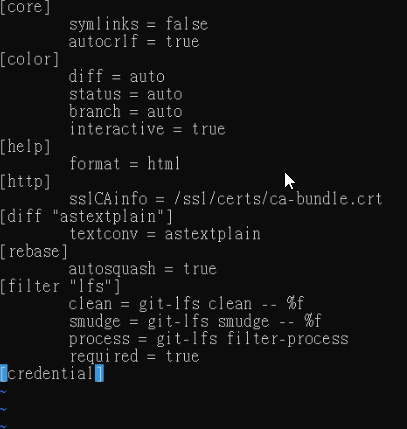 [core]
symlinks = false
autocrlf = true
[color]
diff = auto
status = auto
branch = auto
interactive = true
[help]
format = html
[http]
sslCAinfo = /ssl/certs/ca-bundle.crt
[diff "astextplain"]
textconv = astextplain
[rebase]
autosquash = true
[filter "lfs"]
clean = git-lfs clean -- %f
smudge = git-lfs smudge -- %f
process = git-lfs filter-process
required = true
[credential]
~
~
~